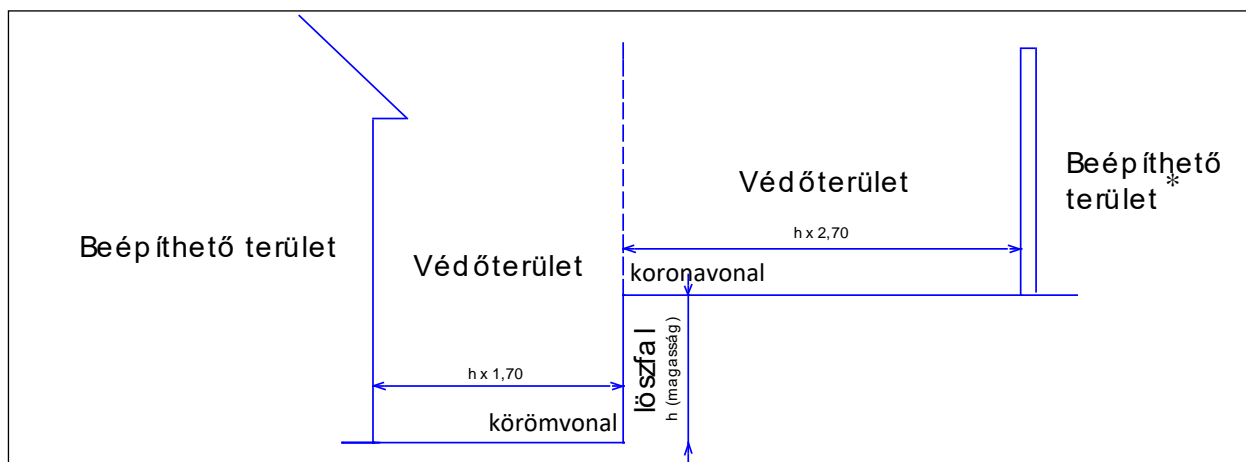 Beépíthető terület
Védőterület
h x 1,70
körömvonal
Védőterület
h x 2,70
koronavonal
löszfal
h (magasság)
Beépíthető
terület *